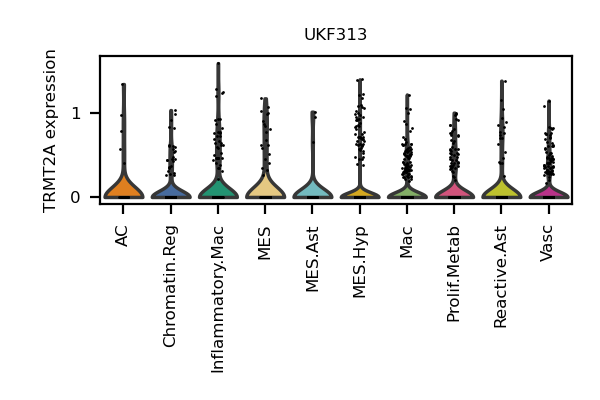 UKF313
TRMT2A expression
1
0
AC
Chromatin.Reg
Inflammatory.Mac
MES
MES.Ast
MES.Hyp
Mac
Prolif.Metab
Reactive.Ast
Vasc